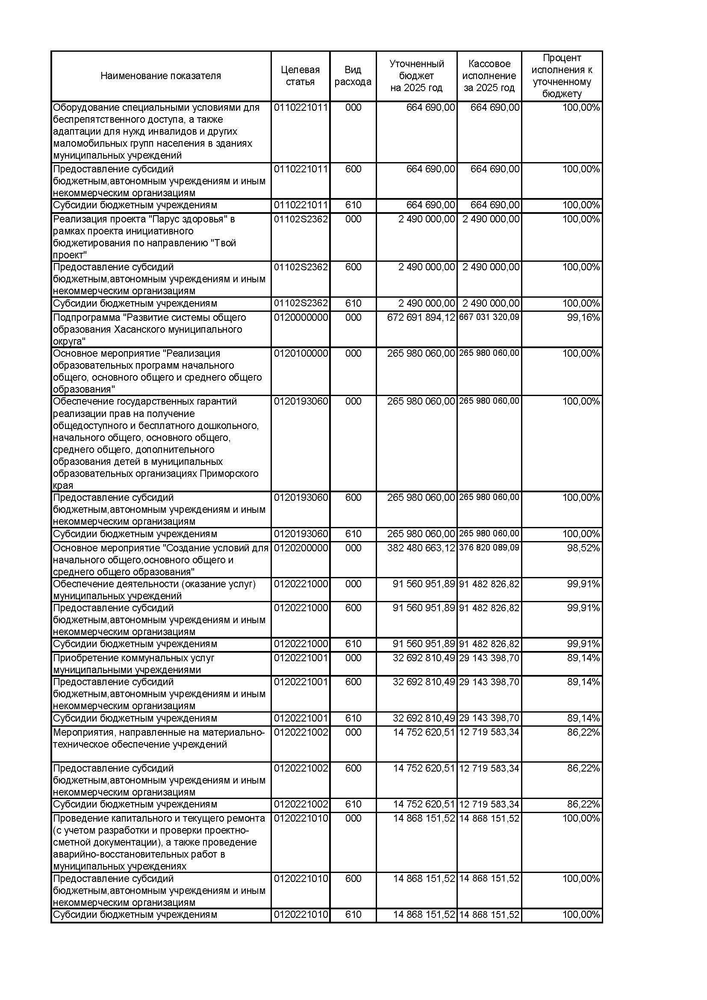 Наименование показателя
Целевая
статья
Вид
расхода
Уточненный
бюджет
на 2025 год
Кассовое
исполнение
за 2025 год
Процент
исполнения к
уточненному
бюджету
Оборудование специальными условиями для 0110221011 000 664 690,00 664 690,00 100,00%
беспрепятственного доступа, а также
адаптации для нужд инвалидов и других
маломобильных групп населения в зданиях
муниципальных учреждений
Предоставление субсидий 0110221011 600 664 690,00 664 690,00 100,00%
бюджетным,автономным учреждениям и иным
некоммерческим организациям
Субсидии бюджетным учреждениям 0110221011 610 664 690,00 664 690,00 100,00%
Реализация проекта "Парус здоровья" в 01102S2362 000 2 490 000,00 2 490 000,00 100,00%
рамках проекта инициативного
бюджетирования по направлению "Твой
проект"
Предоставление субсидий 01102S2362 600 2 490 000,00 2 490 000,00 100,00%
бюджетным,автономным учреждениям и иным
некоммерческим организациям
Субсидии бюджетным учреждениям 01102S2362 610 2 490 000,00 2 490 000,00 100,00%
Подпрограмма "Развитие системы общего 0120000000 000 672 691 894,12 667 031 320,09 99,16%
образования Хасанского муниципального
округа"
Основное мероприятие "Реализация 0120100000 000 265 980 060,00 265 980 060,00 100,00%
образовательных программ начального
общего, основного общего и среднего общего
образования"
Обеспечение государственных гарантий 0120193060 000 265 980 060,00 265 980 060,00 100,00%
реализации прав на получение
общедоступного и бесплатного дошкольного,
начального общего, основного общего,
среднего общего, дополнительного
образования детей в муниципальных
образовательных организациях Приморского
края
Предоставление субсидий 0120193060 600 265 980 060,00 265 980 060,00 100,00%
бюджетным,автономным учреждениям и иным
некоммерческим организациям
Субсидии бюджетным учреждениям 0120193060 610 265 980 060,00 265 980 060,00 100,00%
Основное мероприятие "Создание условий для 0120200000 000 382 480 663,12 376 820 089,09 98,52%
начального общего,основного общего и
среднего общего образования"
Обеспечение деятельности (оказание услуг) 0120221000 000 91 560 951,89 91 482 826,82 99,91%
муниципальных учреждений
Предоставление субсидий 0120221000 600 91 560 951,89 91 482 826,82 99,91%
бюджетным,автономным учреждениям и иным
некоммерческим организациям
Субсидии бюджетным учреждениям 0120221000 610 91 560 951,89 91 482 826,82 99,91%
Приобретение коммунальных услуг 0120221001 000 32 692 810,49 29 143 398,70 89,14%
муниципальными учреждениями
Предоставление субсидий 0120221001 600 32 692 810,49 29 143 398,70 89,14%
бюджетным,автономным учреждениям и иным
некоммерческим организациям
Субсидии бюджетным учреждениям 0120221001 610 32 692 810,49 29 143 398,70 89,14%
Мероприятия, направленные на материально- 0120221002 000 14 752 620,51 12 719 583,34 86,22%
техническое обеспечение учреждений
Предоставление субсидий 0120221002 600 14 752 620,51 12 719 583,34 86,22%
бюджетным,автономным учреждениям и иным
некоммерческим организациям
Субсидии бюджетным учреждениям 0120221002 610 14 752 620,51 12 719 583,34 86,22%
Проведение капитального и текущего ремонта 0120221010 000 14 868 151,52 14 868 151,52 100,00%
(с учетом разработки и проверки проектно-
сметной документации), а также проведение
аварийно-восстановительных работ в
муниципальных учреждениях
Предоставление субсидий 0120221010 600 14 868 151,52 14 868 151,52 100,00%
бюджетным,автономным учреждениям и иным
некоммерческим организациям
Субсидии бюджетным учреждениям 0120221010 610 14 868 151,52 14 868 151,52 100,00%